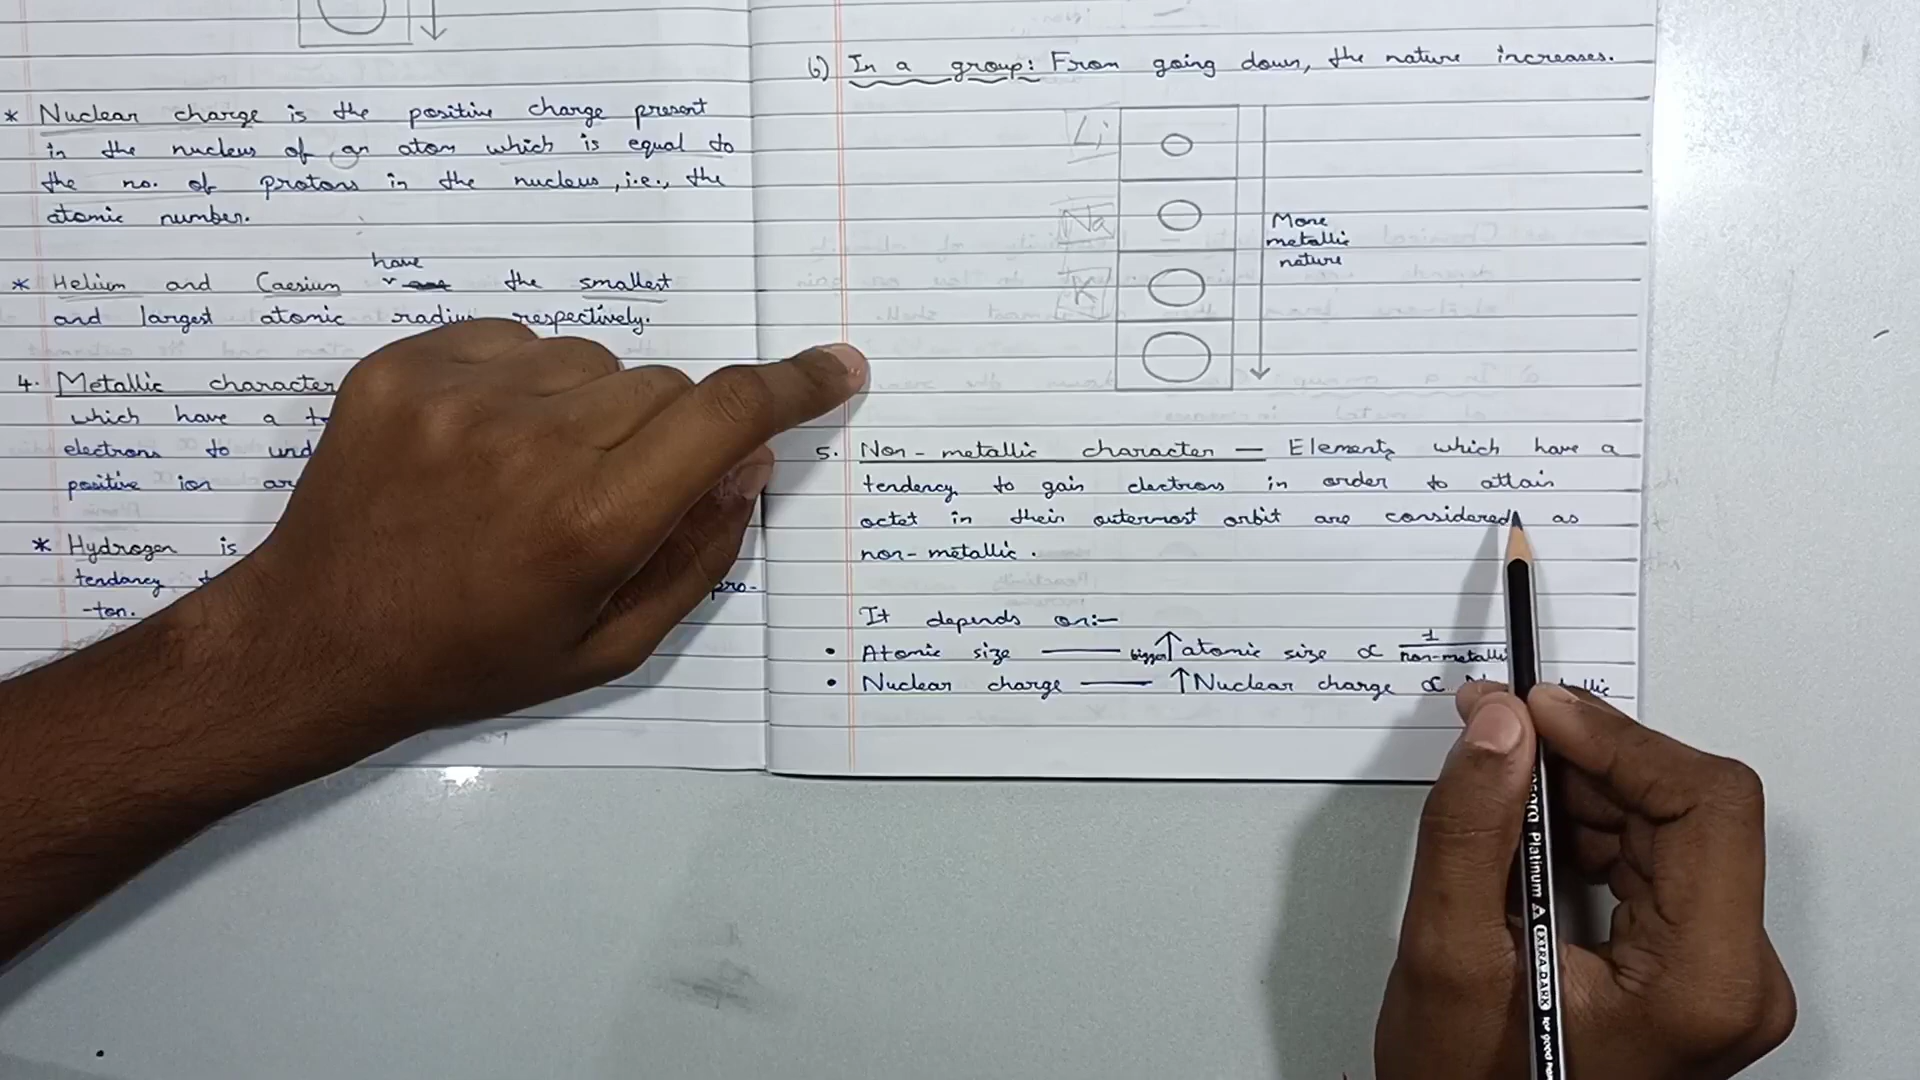 * Nuclear charge is the positive charge present
in the nucleus of an atom which is equal to
the no. of protons in the nucleus, i.e., the
atomic number.
have
* Helium and Caesium the smallest
and largest atomic radius respectively.
4. Metallic character
which have a
electrons to
positive ion
* Hydrogen is
tendancy
pro-
-ton.
b) In a group: From going down, the nature increases.
Li
Na
K
More
metallic
nature
5. Non-metallic character — Elements which have a
tendency to gain electrons in order to attain
octet in their outermost orbit are considered as
non-metallic.
It depends on:-
• Atomic size — bigger ↑ atomic size ∝ 1/non-metallic
• Nuclear charge — ↑ Nuclear charge ∝
Platinum
EXTRA DARK